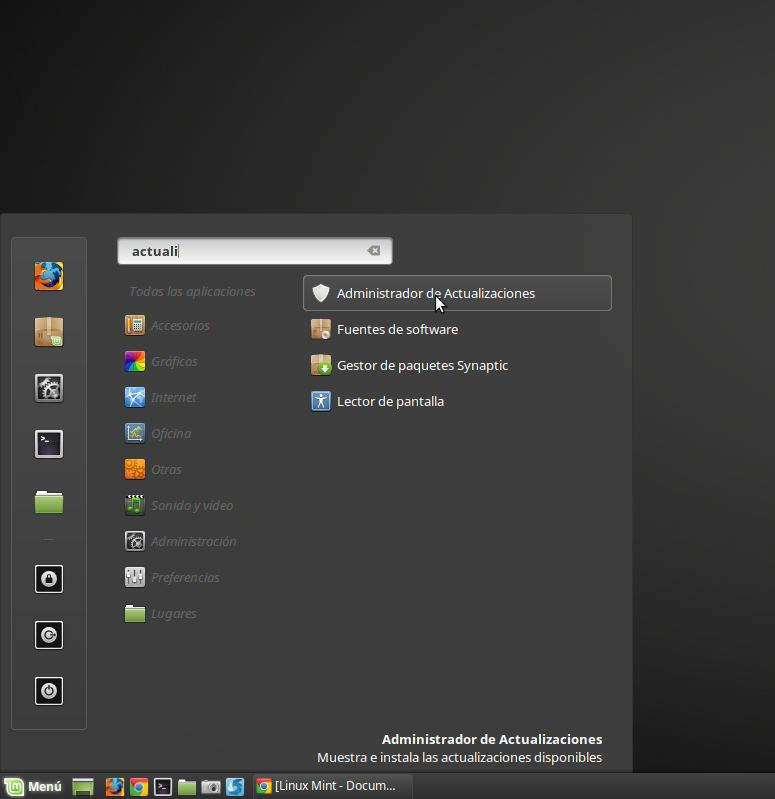 actuali
Todas las aplicaciones
Accesorios
Gráficos
Internet
Oficina
Otras
Sonido y vídeo
Administración
Preferencias
Lugares
Administrador de Actualizaciones
Fuentes de software
Gestor de paquetes Synaptic
Lector de pantalla
Administrador de Actualizaciones
Muestra e instala las actualizaciones disponibles
Menú
[Linux Mint - Docum...